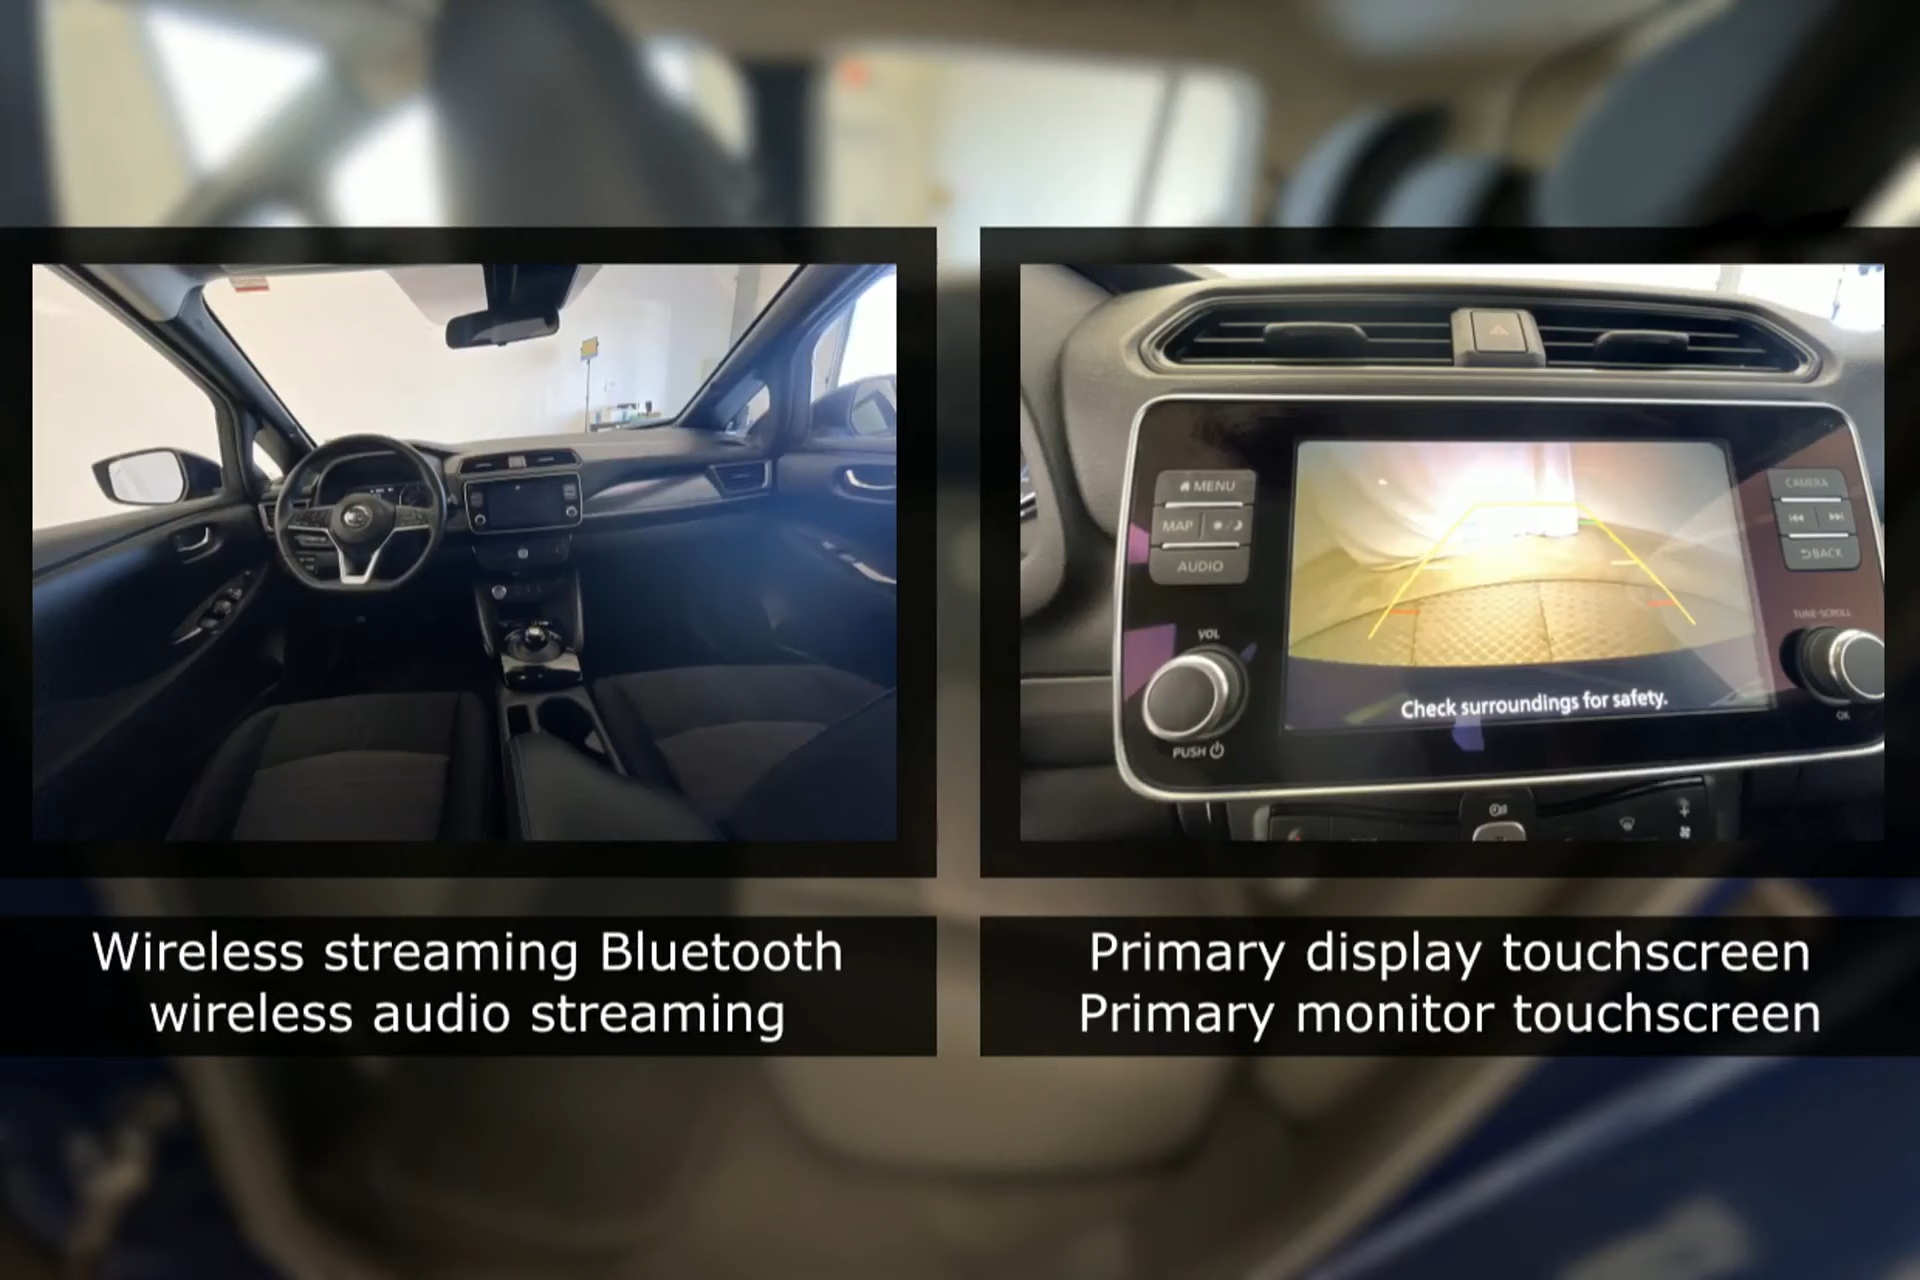 MENU
MAP
AUDIO
VOL
PUSH
CAMERA
BACK
TUNE-SCROLL
OK
Check surroundings for safety.
Wireless streaming Bluetooth
wireless audio streaming
Primary display touchscreen
Primary monitor touchscreen